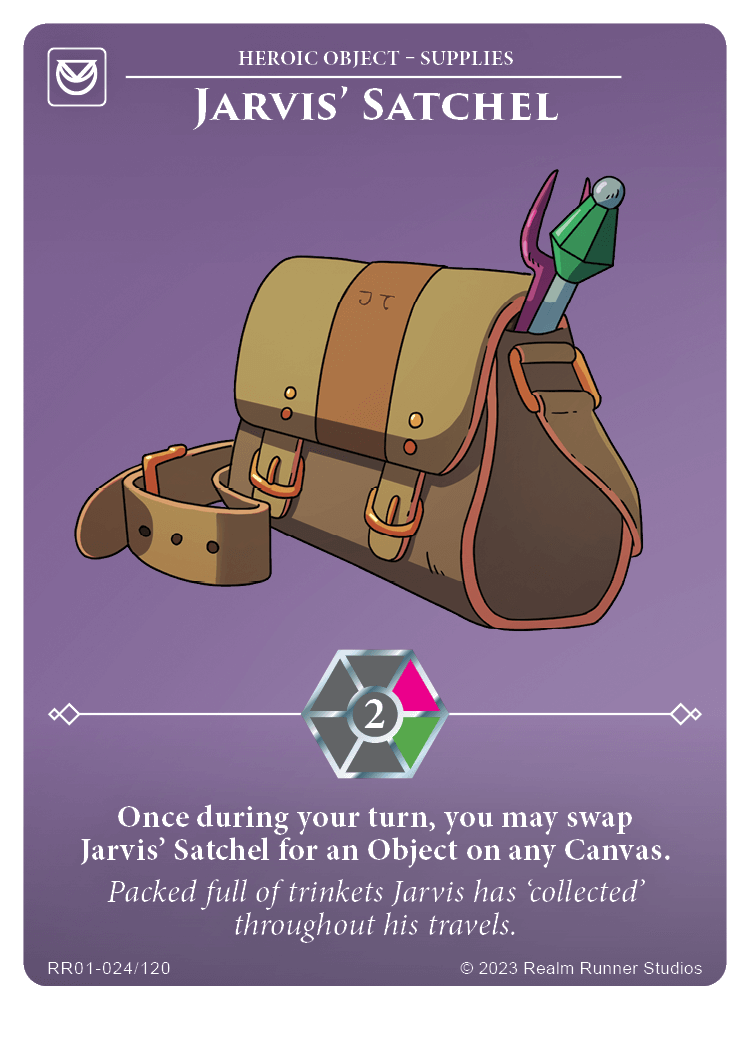 HEROIC OBJECT – SUPPLIES
JARVIS’ SATCHEL
JT
2
Once during your turn, you may swap
Jarvis’ Satchel for an Object on any Canvas.
Packed full of trinkets Jarvis has ‘collected’
throughout his travels.
RR01-024/120
© 2023 Realm Runner Studios